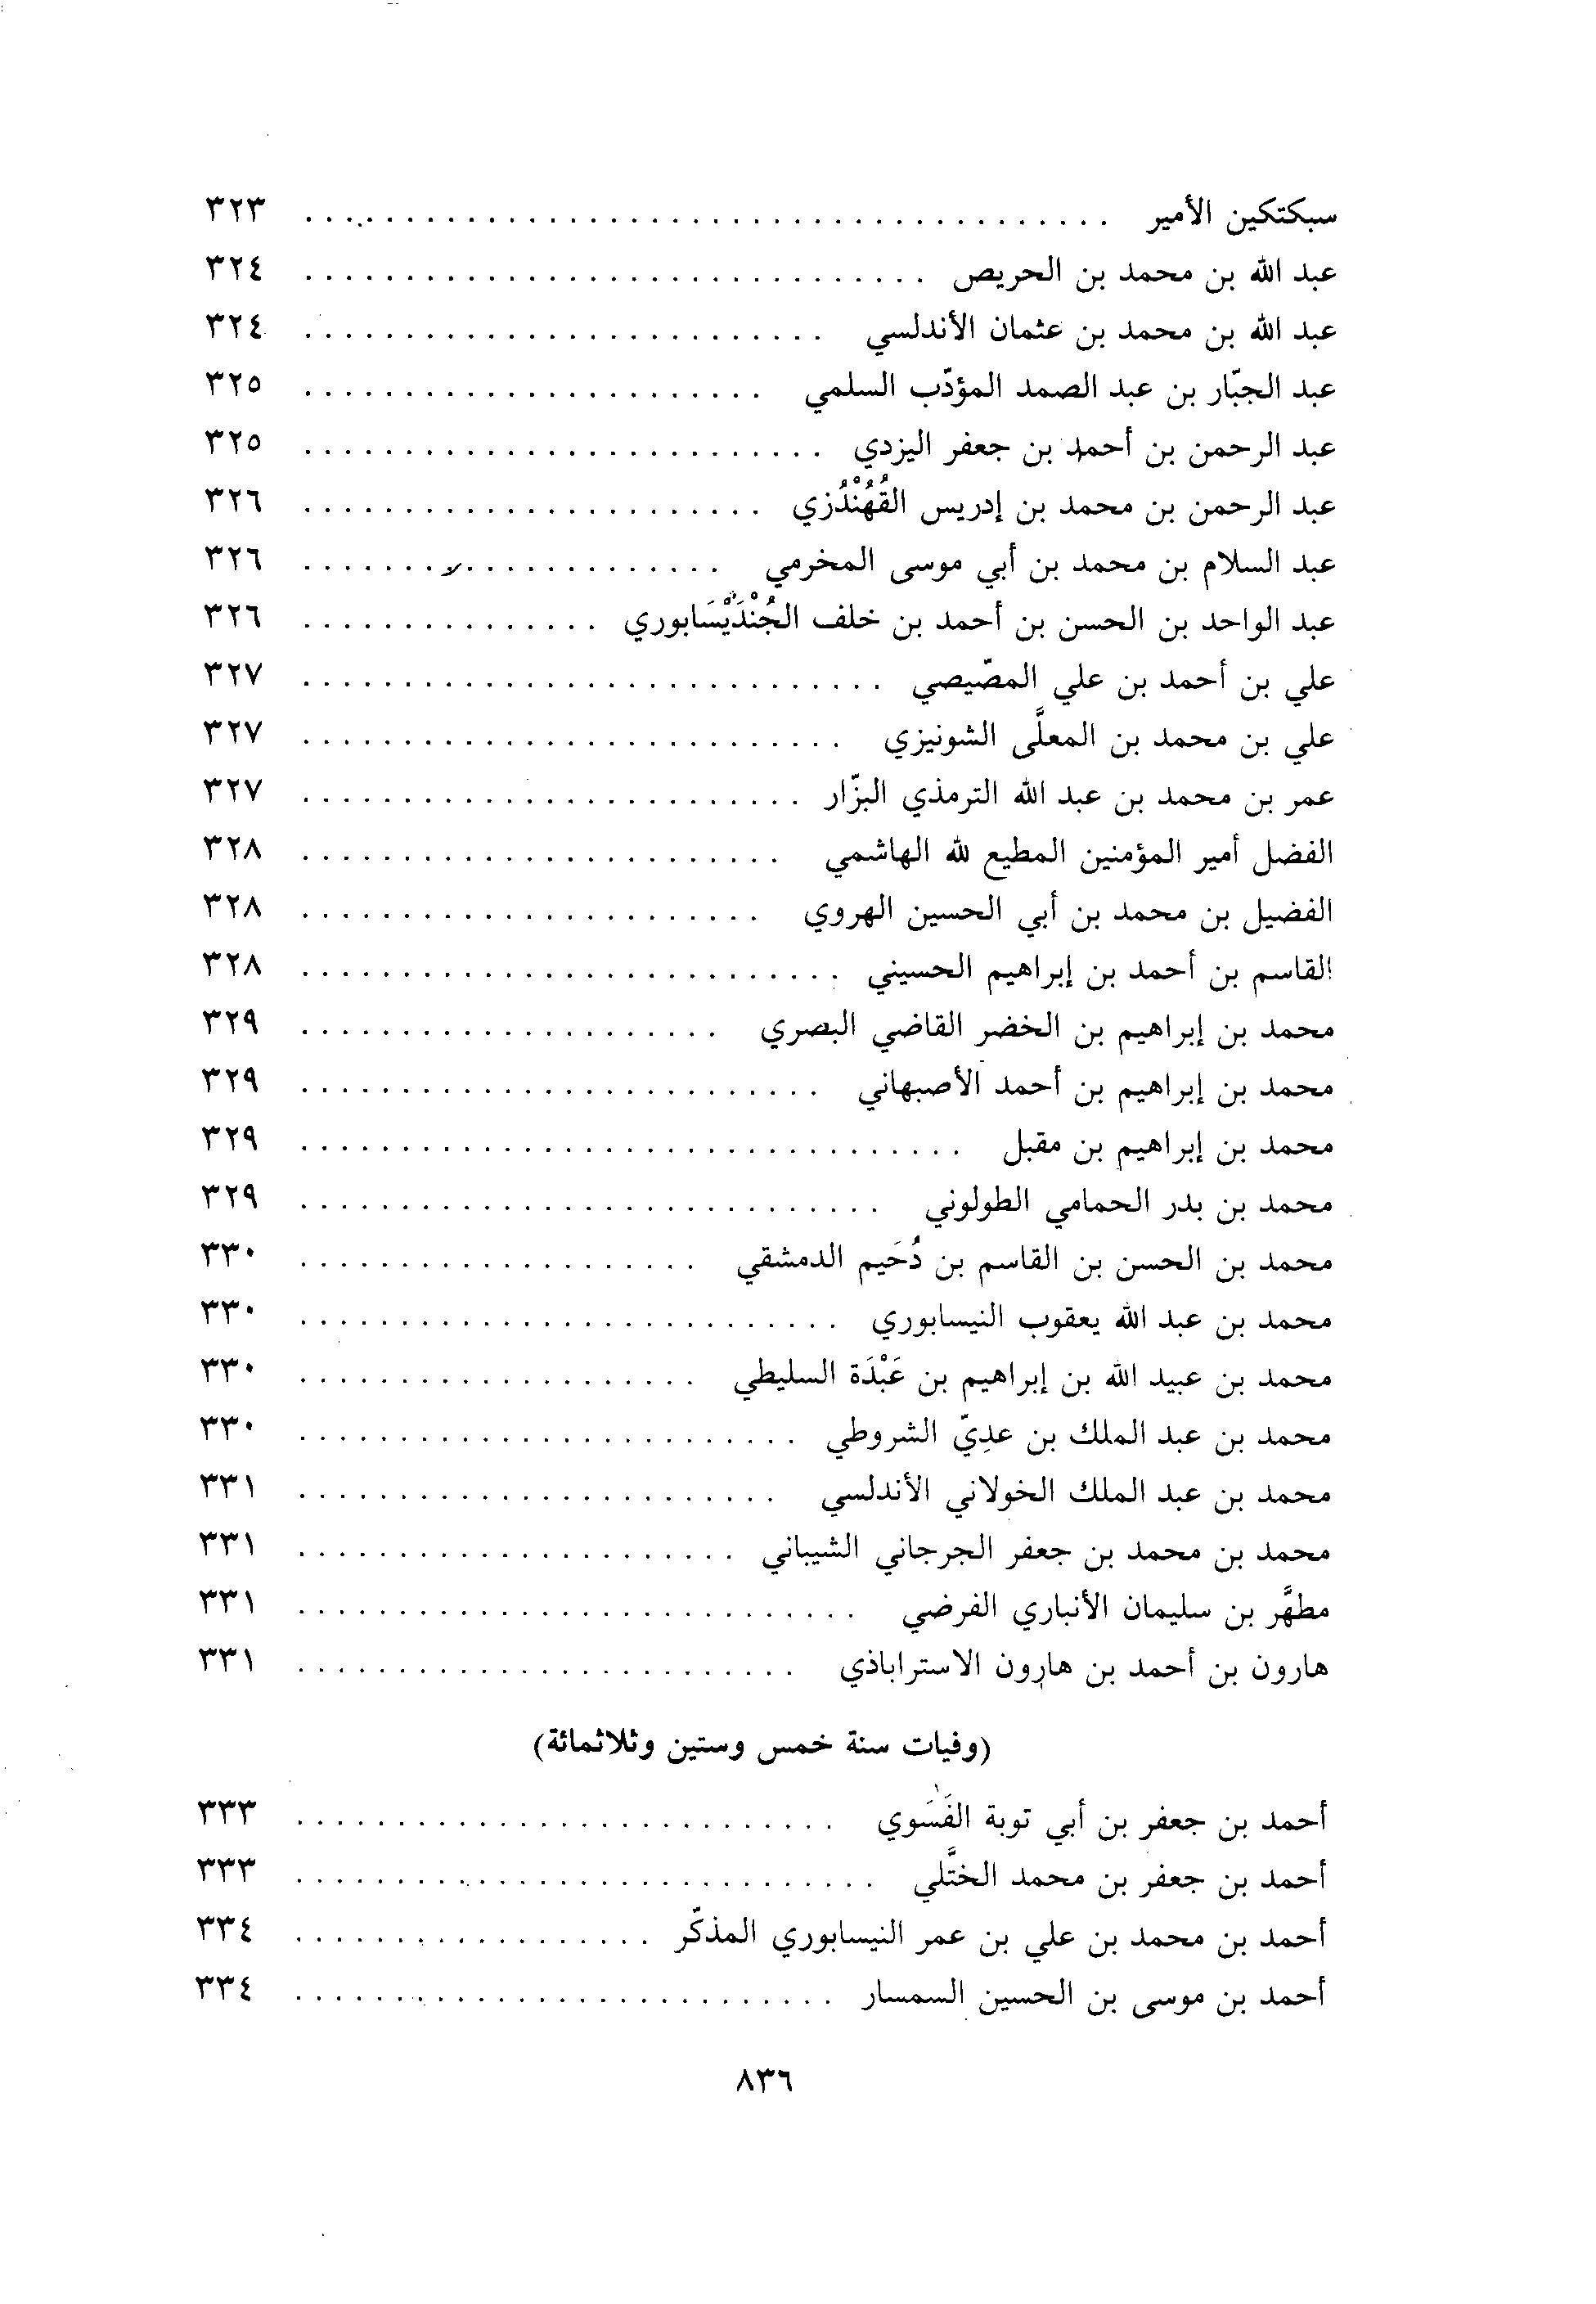 سبكتكين الأمير ........................................ ٣٢٣
عبد الله بن محمد بن الحريص ............................... ٣٢٤
عبد الله بن محمد بن عثمان الأندلسي .......................... ٣٢٤
عبد الجبّار بن عبد الصمد المؤدّب السلمي ....................... ٣٢٥
عبد الرحمن بن أحمد بن جعفر اليزدي .......................... ٣٢٥
عبد الرحمن بن محمد بن إدريس القُهُنْدُزي ....................... ٣٢٦
عبد السلام بن محمد بن أبي موسى المخرمي ..................... ٣٢٦
عبد الواحد بن الحسن بن أحمد بن خلف الجُنْدَيْسَابوري ............... ٣٢٦
علي بن أحمد بن علي المصّيصي ............................. ٣٢٧
علي بن محمد بن المعلَّى الشونيزي ........................... ٣٢٧
عمر بن محمد بن عبد الله الترمذي البزّار ......................... ٣٢٧
الفضل أمير المؤمنين المطيع لله الهاشمي ........................ ٣٢٨
الفضيل بن محمد بن أبي الحسين الهروي ....................... ٣٢٨
القاسم بن أحمد بن إبراهيم الحسيني ........................... ٣٢٨
محمد بن إبراهيم بن الخضر القاضي البصري ..................... ٣٢٩
محمد بن إبراهيم بن أحمد الأصبهاني .......................... ٣٢٩
محمد بن إبراهيم بن مقبل ................................. ٣٢٩
محمد بن بدر الحمامي الطولوني ............................. ٣٢٩
محمد بن الحسن بن القاسم بن دُحَيم الدمشقي .................... ٣٣٠
محمد بن عبد الله يعقوب النيسابوري ........................... ٣٣٠
محمد بن عبيد الله بن إبراهيم بن عَبْدَة السليطي .................... ٣٣٠
محمد بن عبد الملك بن عدِيّ الشروطي ......................... ٣٣٠
محمد بن عبد الملك الخولاني الأندلسي ........................ ٣٣١
محمد بن محمد بن جعفر الجرجاني الشيباني ...................... ٣٣١
مطهَّر بن سليمان الأنباري الفرضي ............................ ٣٣١
هارون بن أحمد بن هارون الاستراباذي ......................... ٣٣١
(وفيات سنة خمس وستين وثلاثمائة)
أحمد بن جعفر بن أبي توبة الفَسَوي ........................... ٣٣٣
أحمد بن جعفر بن محمد الختَّلي ............................. ٣٣٣
أحمد بن محمد بن علي بن عمر النيسابوري المذكّر .................. ٣٣٤
أحمد بن موسى بن الحسين السمسار ........................... ٣٣٤
٨٣٦